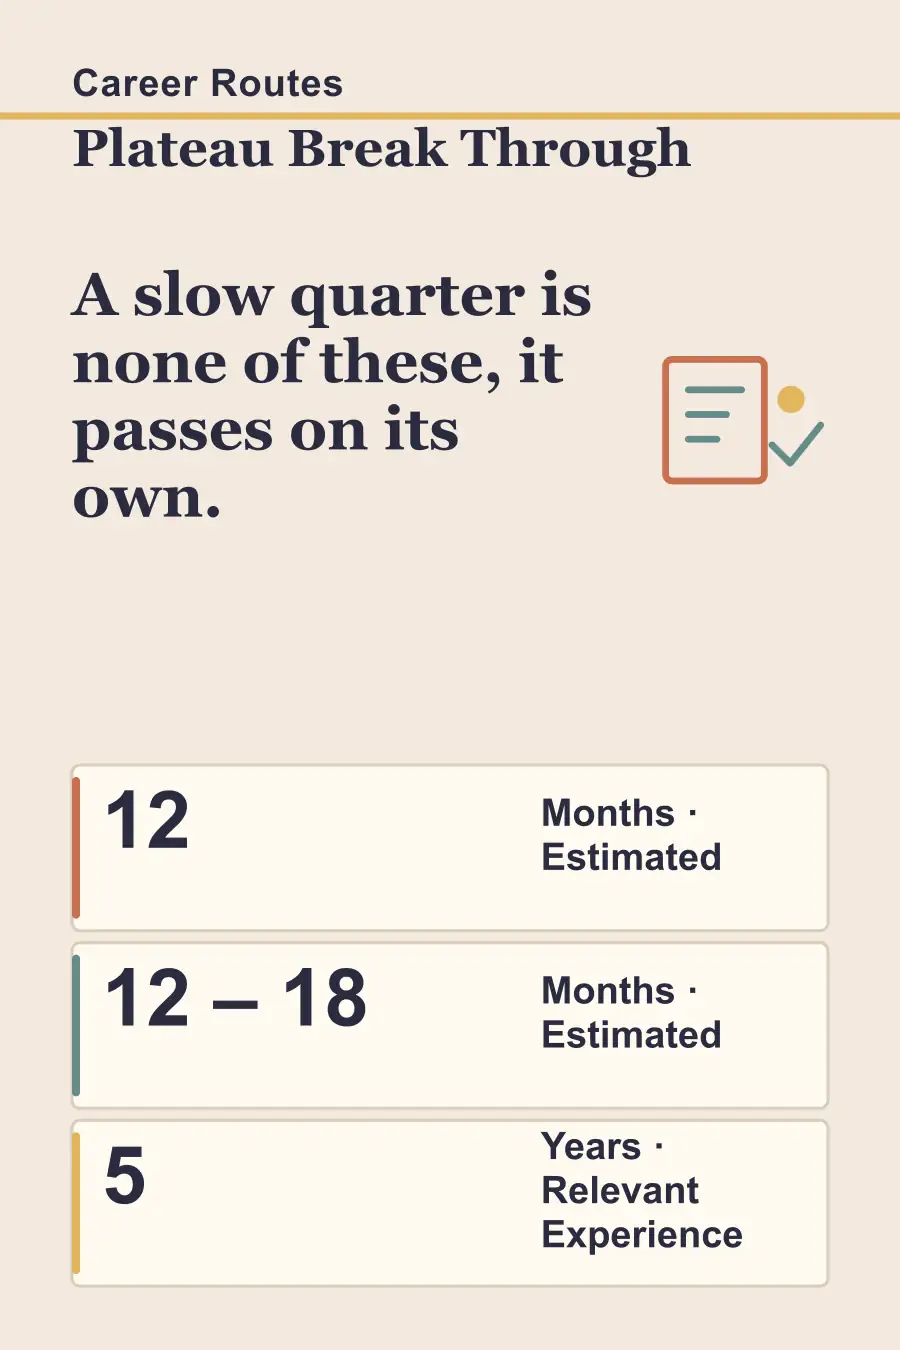 Career Routes
Plateau Break Through
A slow quarter is
none of these, it
passes on its
own.
12
Months ·
Estimated
12 – 18
Months ·
Estimated
5
Years ·
Relevant
Experience